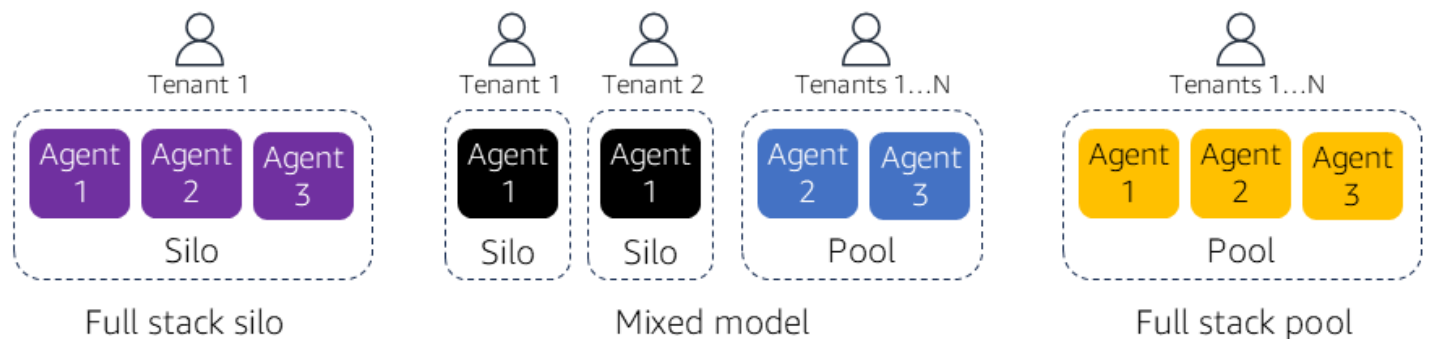 Tenant 1
Agent
1
Agent
2
Agent
3
Silo
Full stack silo
Tenant 1
Agent
1
Silo
Tenant 2
Agent
1
Silo
Tenants 1...N
Agent
2
Agent
3
Pool
Mixed model
Tenants 1...N
Agent
1
Agent
2
Agent
3
Pool
Full stack pool